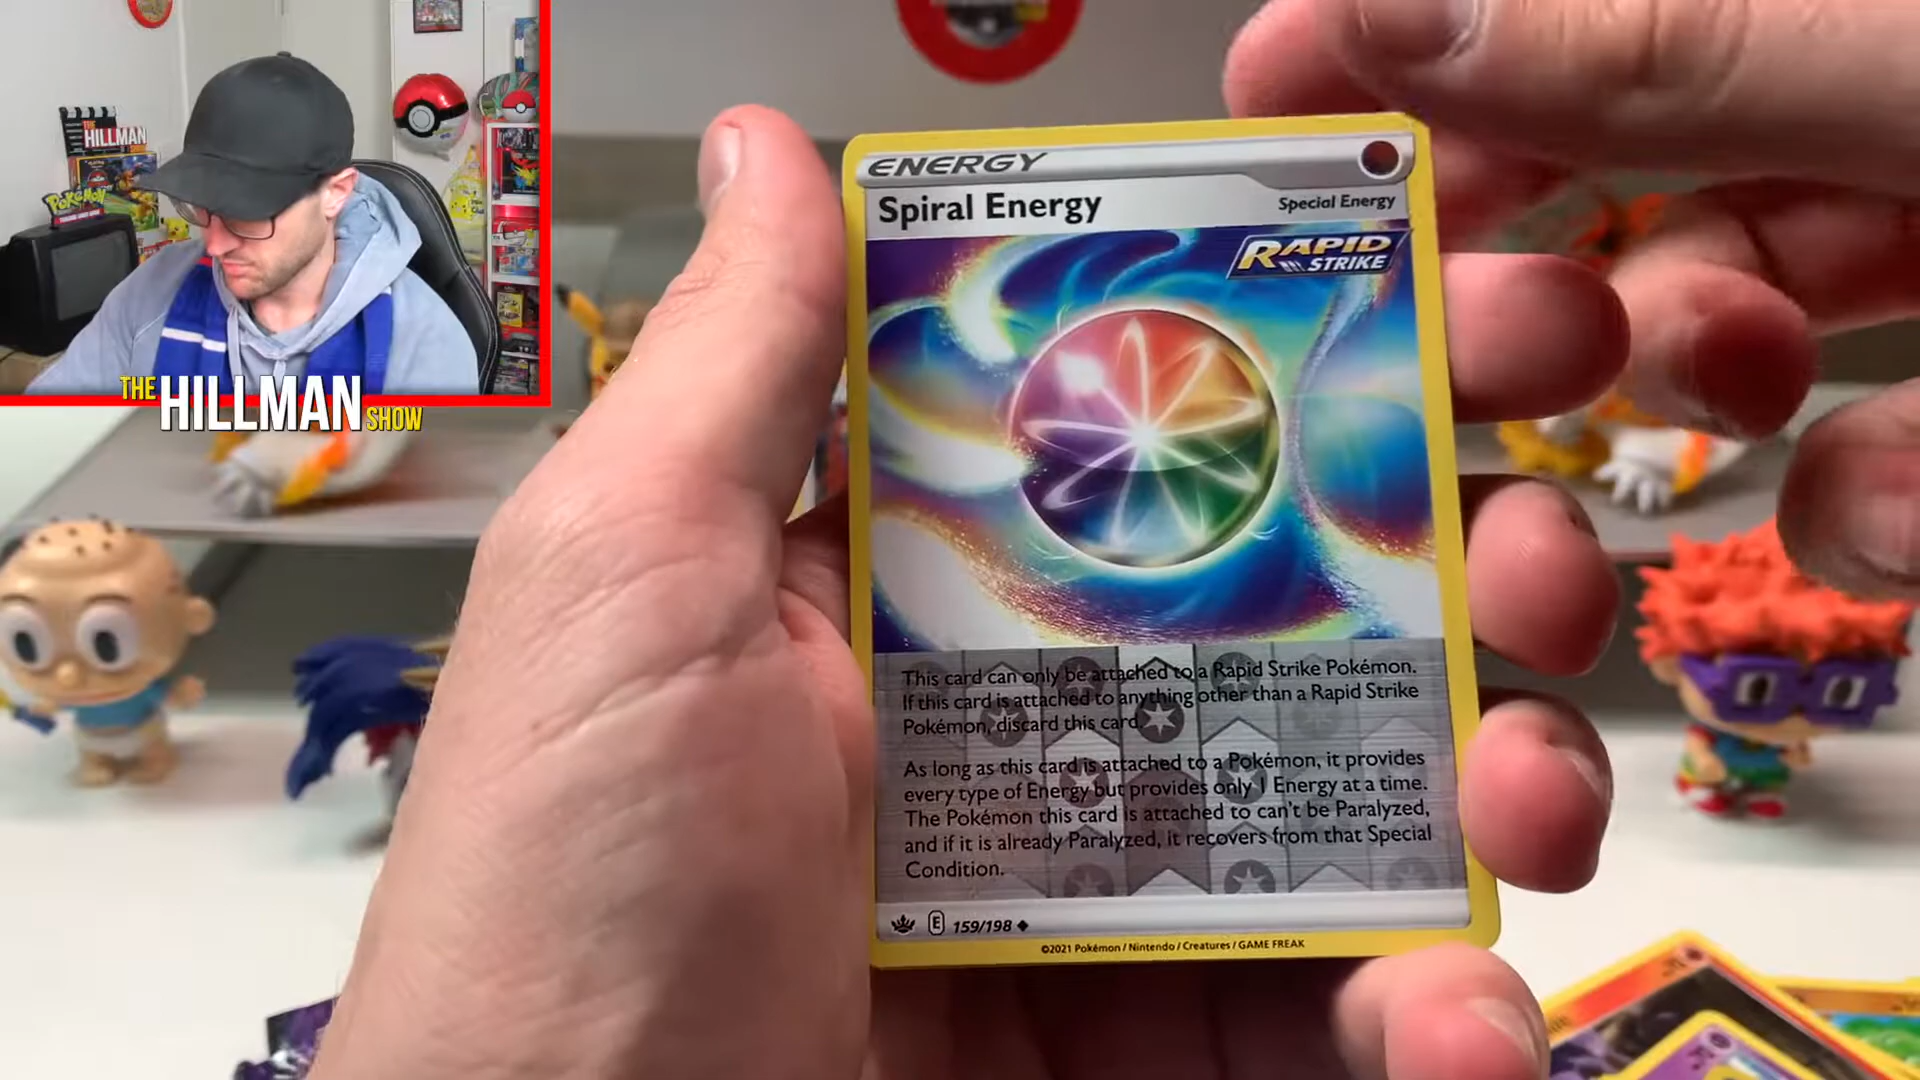 THE
HILLMAN
Pokémon
THE HILLMAN SHOW
ENERGY
Spiral Energy
Special Energy
RAPID
STRIKE
This card can only be attached to a Rapid Strike Pokémon.
If this card is attached to anything other than a Rapid Strike
Pokémon, discard this card.
As long as this card is attached to a Pokémon, it provides
every type of Energy but provides only 1 Energy at a time.
The Pokémon this card is attached to can't be Paralyzed,
and if it is already Paralyzed, it recovers from that Special
Condition.
E 159/198
©2021 Pokémon / Nintendo / Creatures / GAME FREAK